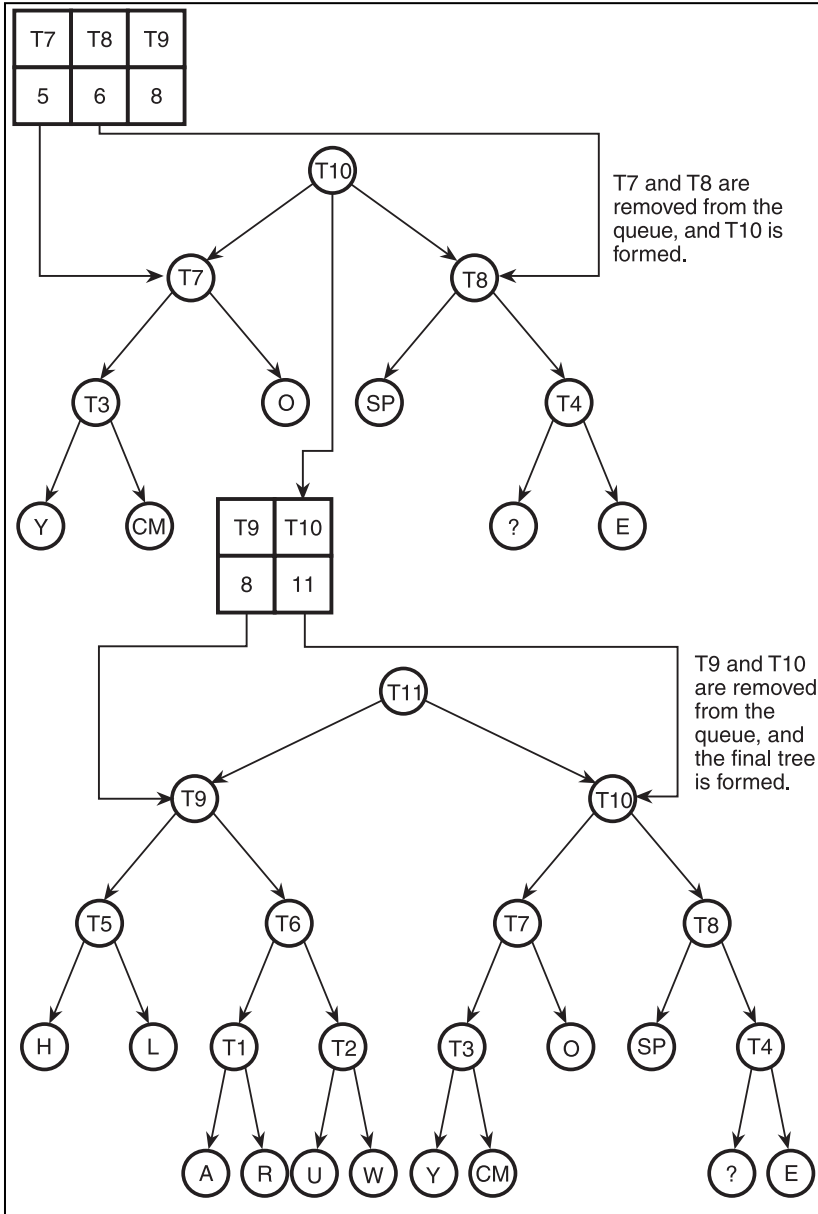 T7 T8 T9
5 6 8
T10
T7 and T8 are
removed from the
queue, and T10 is
formed.
T7 T8
T3 O SP T4
Y CM ? E
T9 T10
8 11
T9 and T10
are removed
from the
queue, and
the final tree
is formed.
T11
T9 T10
T5 T6 T7 T8
H L T1 T2 T3 O SP T4
A R U W Y CM ? E